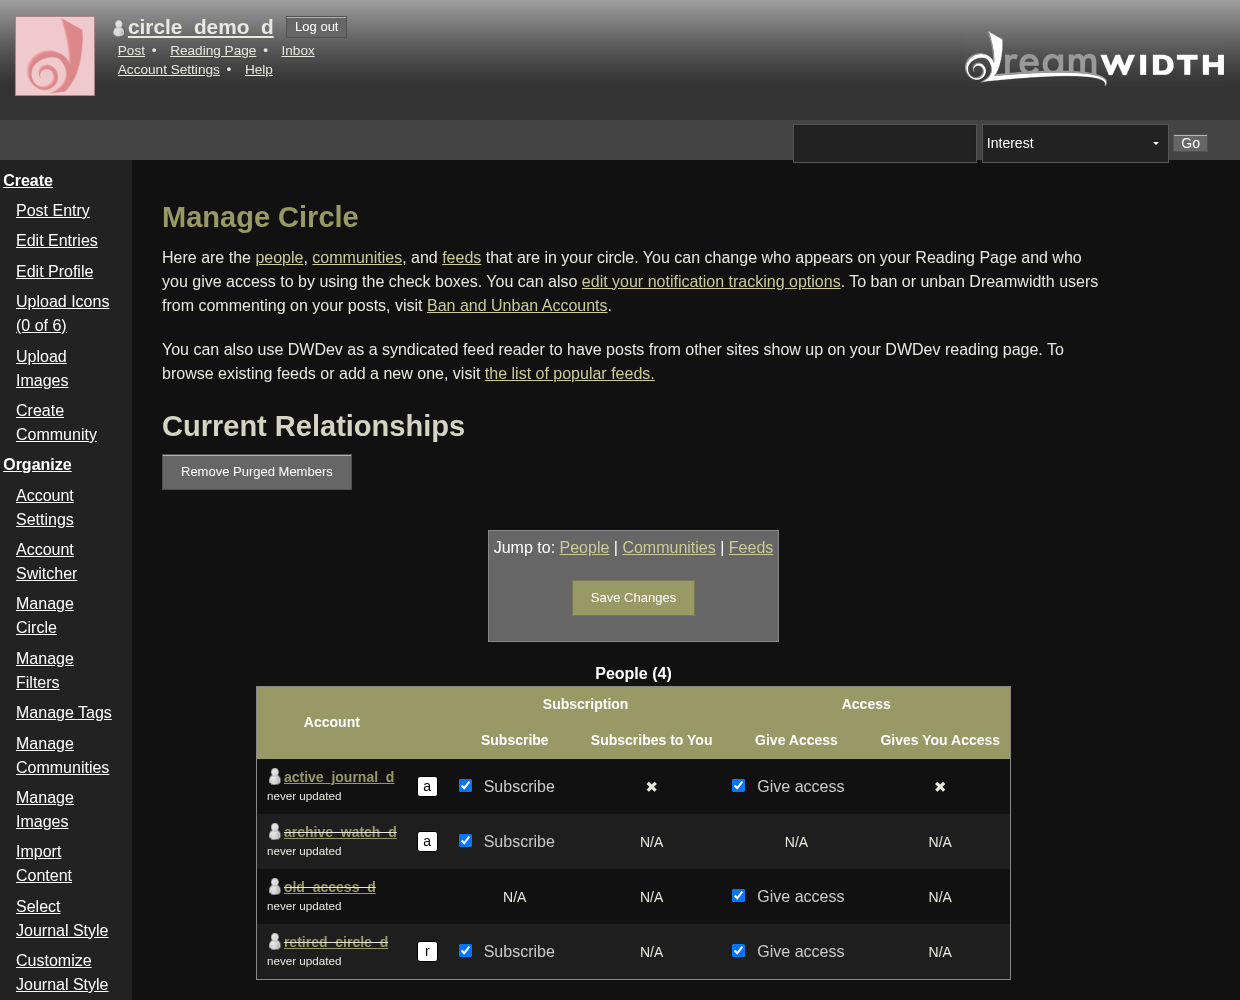 circle_demo_d Log out
Post • Reading Page • Inbox
Account Settings • Help
dreamwidth
Interest Go
Create
Post Entry
Edit Entries
Edit Profile
Upload Icons
(0 of 6)
Upload
Images
Create
Community
Organize
Account
Settings
Account
Switcher
Manage
Circle
Manage
Filters
Manage Tags
Manage
Communities
Manage
Images
Import
Content
Select
Journal Style
Customize
Journal Style
Manage Circle
Here are the people, communities, and feeds that are in your circle. You can change who appears on your Reading Page and who
you give access to by using the check boxes. You can also edit your notification tracking options. To ban or unban Dreamwidth users
from commenting on your posts, visit Ban and Unban Accounts.
You can also use DWDev as a syndicated feed reader to have posts from other sites show up on your DWDev reading page. To
browse existing feeds or add a new one, visit the list of popular feeds.
Current Relationships
Remove Purged Members
Jump to: People | Communities | Feeds
Save Changes
People (4)
Account Subscription Access
Subscribe Subscribes to You Give Access Gives You Access
active_journal_d a Subscribe ✖ Give access ✖
never updated
archive_watch_d a Subscribe N/A N/A N/A
never updated
old_access_d N/A N/A Give access N/A
never updated
retired_circle_d r Subscribe N/A Give access N/A
never updated